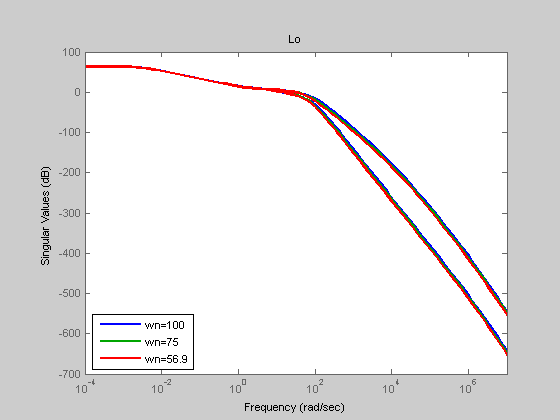 Lo
Singular Values (dB)
100
0
-100
-200
-300
-400
-500
-600
-700
wn=100
wn=75
wn=56.9
10^-4 10^-2 10^0 10^2 10^4 10^6
Frequency (rad/sec)